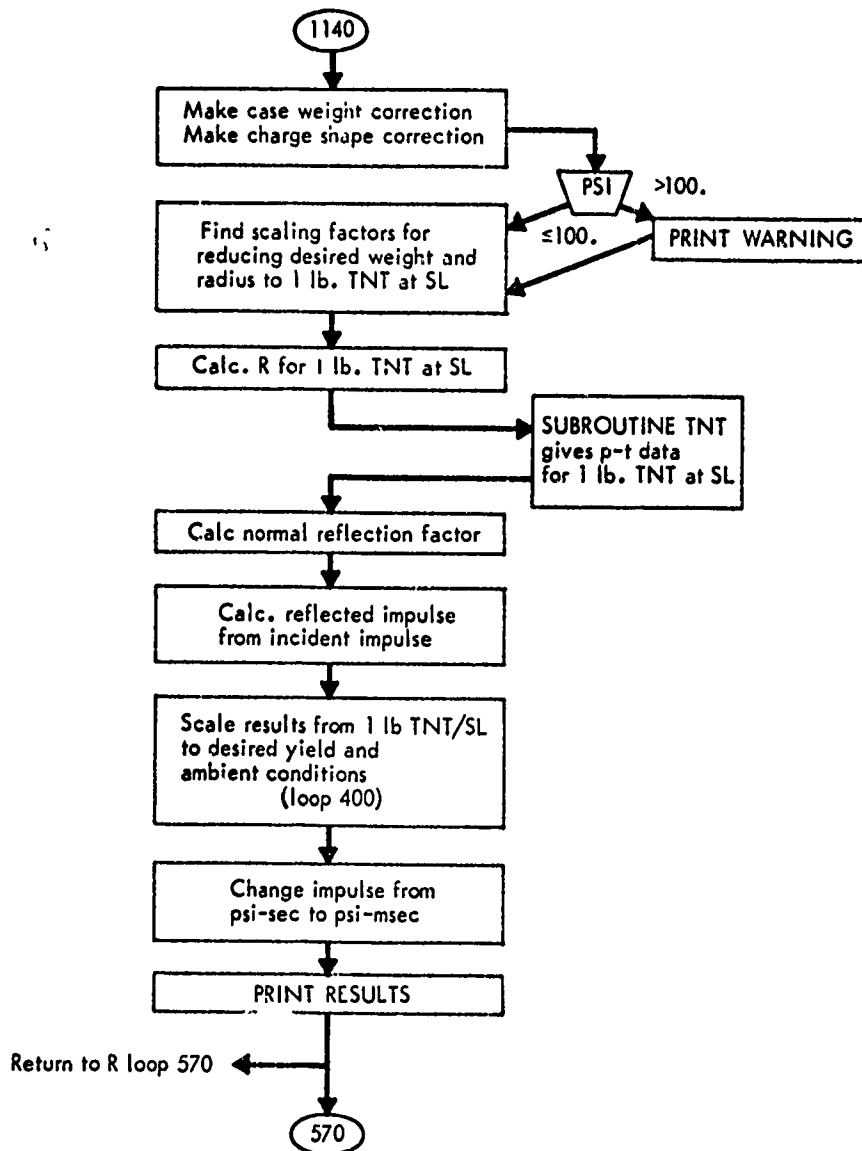 1140
Make case weight correction
Make charge shape correction
PSI
>100.
≤100.
PRINT WARNING
Find scaling factors for
reducing desired weight and
radius to 1 lb. TNT at SL
Calc. R for 1 lb. TNT at SL
SUBROUTINE TNT
gives p-t data
for 1 lb. TNT at SL
Calc normal reflection factor
Calc. reflected impulse
from incident impulse
Scale results from 1 lb TNT/SL
to desired yield and
ambient conditions
(loop 400)
Change impulse from
psi-sec to psi-msec
PRINT RESULTS
Return to R loop 570
570